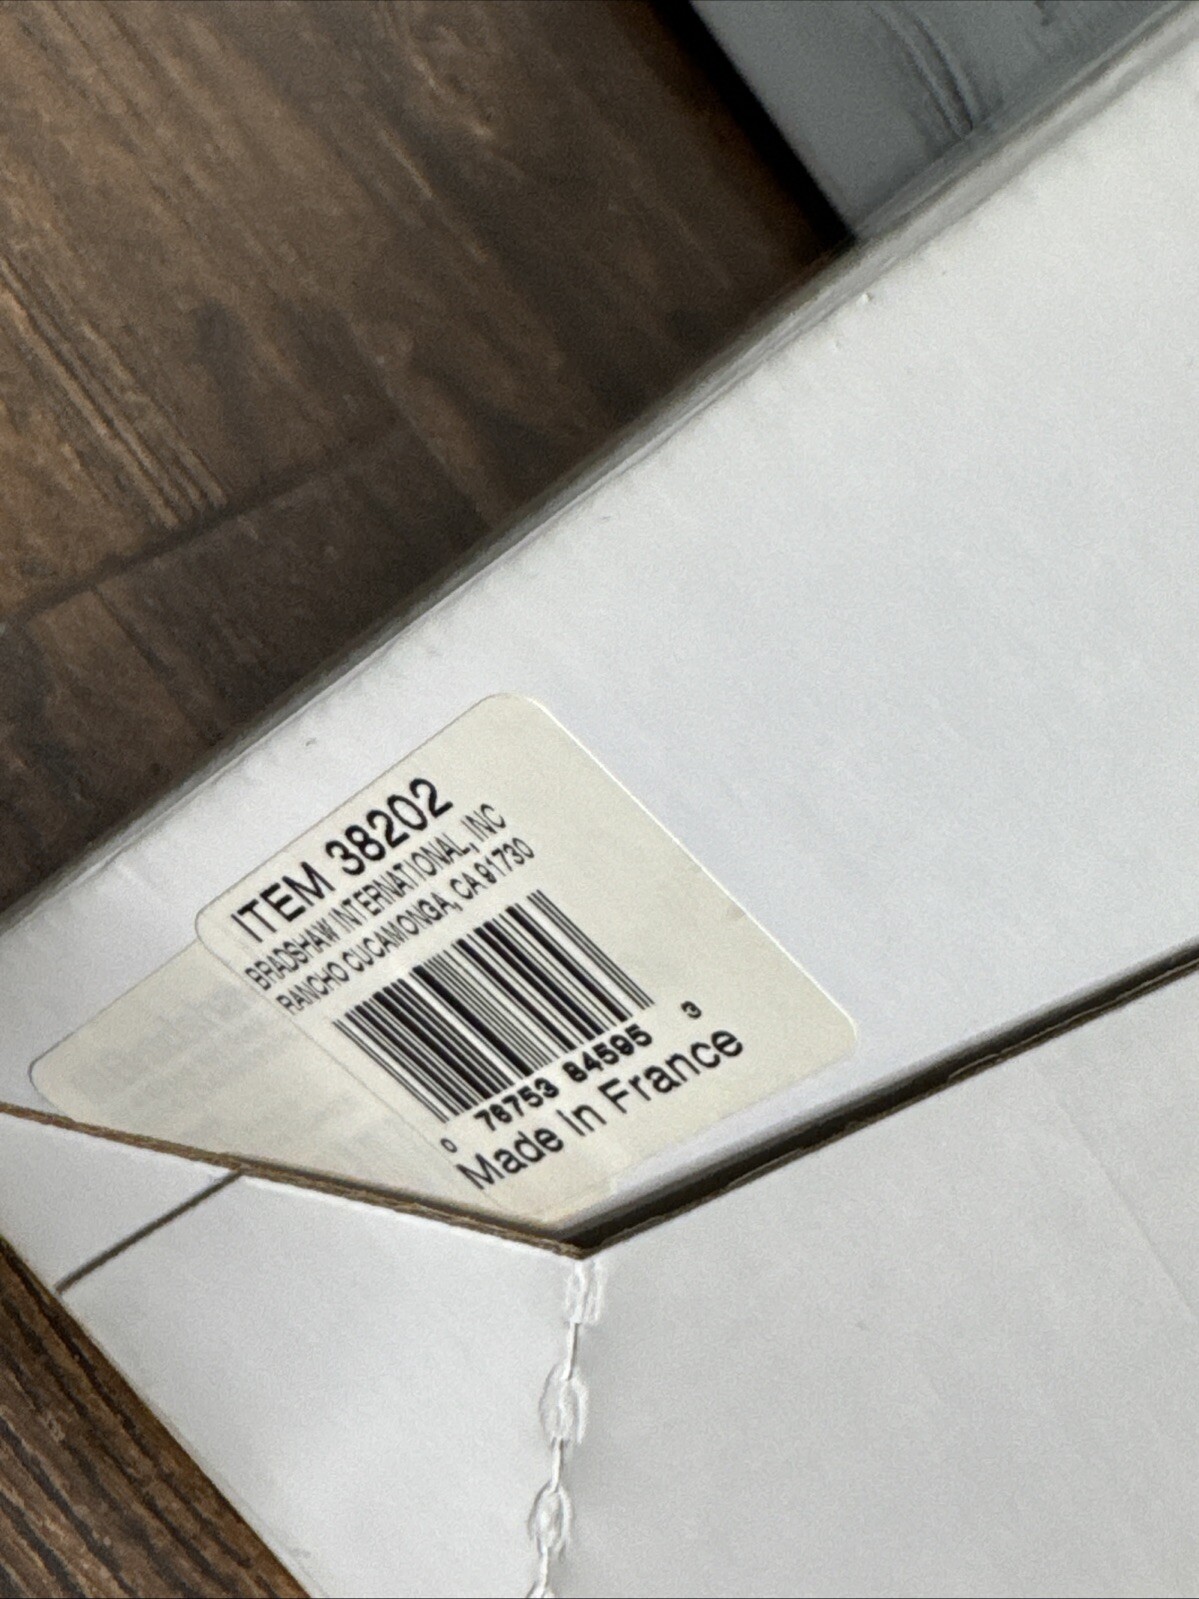 ITEM 38202
BRADSHAW INTERNATIONAL, INC
RANCHO CUCAMONGA, CA 91730
0 76753 84595 3
Made In France